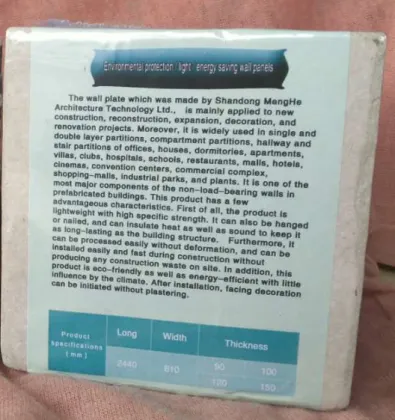 Environmental protection / light / energy saving wall panels
The wall plate which was made by Shandong MengHe
Architecture Technology Ltd., is mainly applied to new
construction, reconstruction, expansion, decoration, and
renovation projects. Moreover, it is widely used in single and
double layer partitions, compartment partitions, hallway and
stair partitions of offices, houses, dormitories, apartments,
villas, clubs, hospitals, schools, restaurants, malls, hotels,
cinemas, convention centers, commercial complex,
shopping-malls, industrial parks, and plants. It is one of the
most major components of the non-load-bearing walls in
prefabricated buildings. This product has a few
advantageous characteristics. First of all, the product is
lightweight with high specific strength. It can also be hanged
or nailed, and can insulate heat as well as sound to keep it
as long-lasting as the building structure. Furthermore, it
can be processed easily without deformation, and can be
installed easily and fast during construction without
producing any construction waste on site. In addition, this
product is eco-friendly as well as energy-efficient with little
influence by the climate. After installation, facing decoration
can be initiated without plastering.
Product
specifications
(mm)
Long Width Thickness
2440 610 50 100
120 150